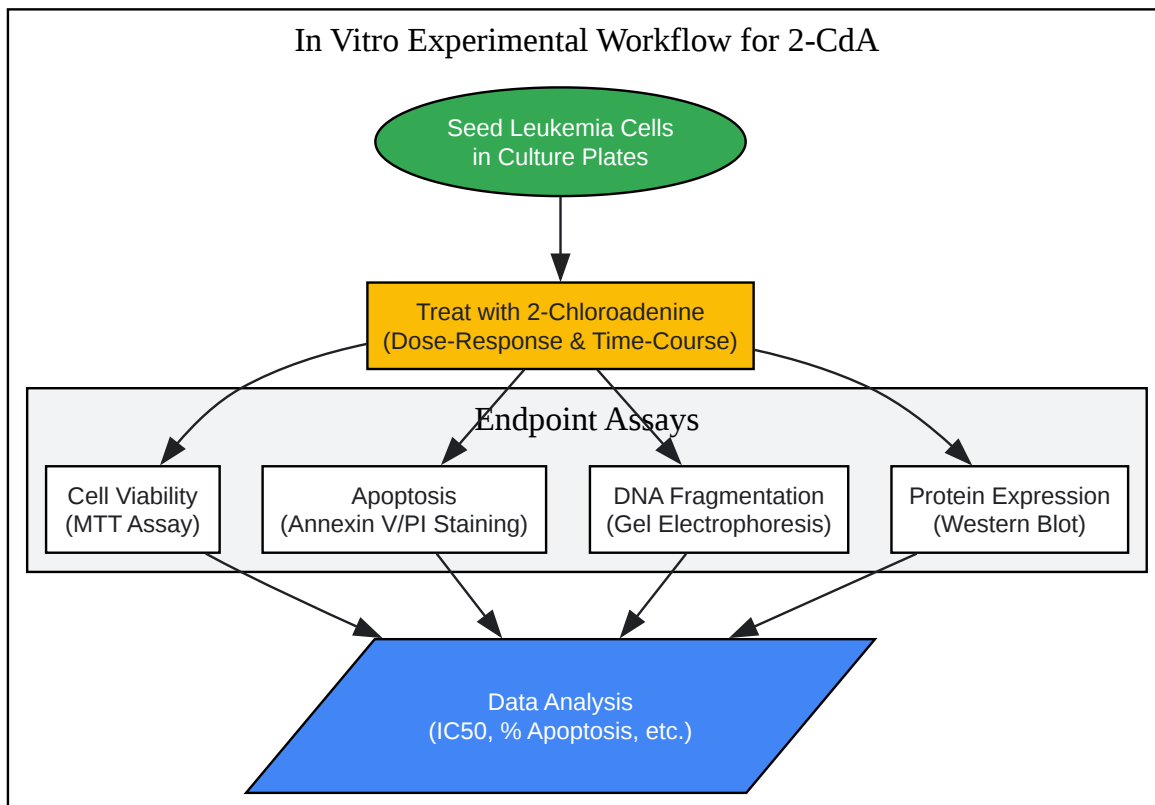 In Vitro Experimental Workflow for 2-CdA
Seed Leukemia Cells
in Culture Plates
Treat with 2-Chloroadenine
(Dose-Response & Time-Course)
Endpoint Assays
Cell Viability
(MTT Assay)
Apoptosis
(Annexin V/PI Staining)
DNA Fragmentation
(Gel Electrophoresis)
Protein Expression
(Western Blot)
Data Analysis
(IC50, % Apoptosis, etc.)